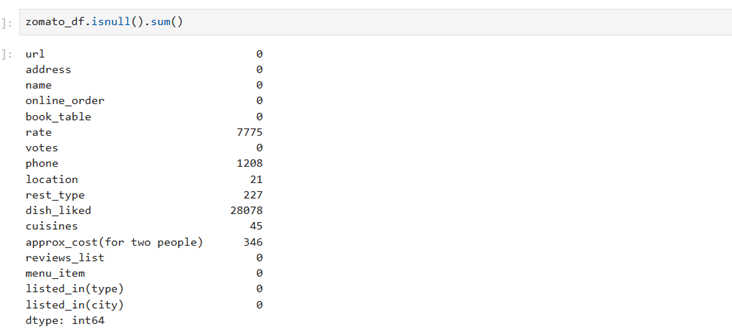 ]: zomato_df.isnull().sum()
]: url 0
address 0
name 0
online_order 0
book_table 0
rate 7775
votes 0
phone 1208
location 21
rest_type 227
dish_liked 28078
cuisines 45
approx_cost(for two people) 346
reviews_list 0
menu_item 0
listed_in(type) 0
listed_in(city) 0
dtype: int64